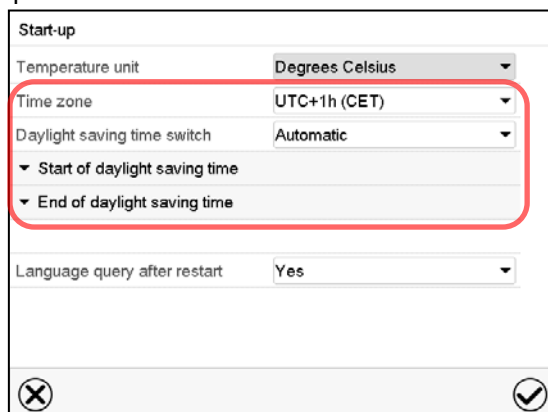 Start-up
Temperature unit Degrees Celsius
Time zone UTC+1h (CET)
Daylight saving time switch Automatic
Start of daylight saving time
End of daylight saving time
Language query after restart Yes